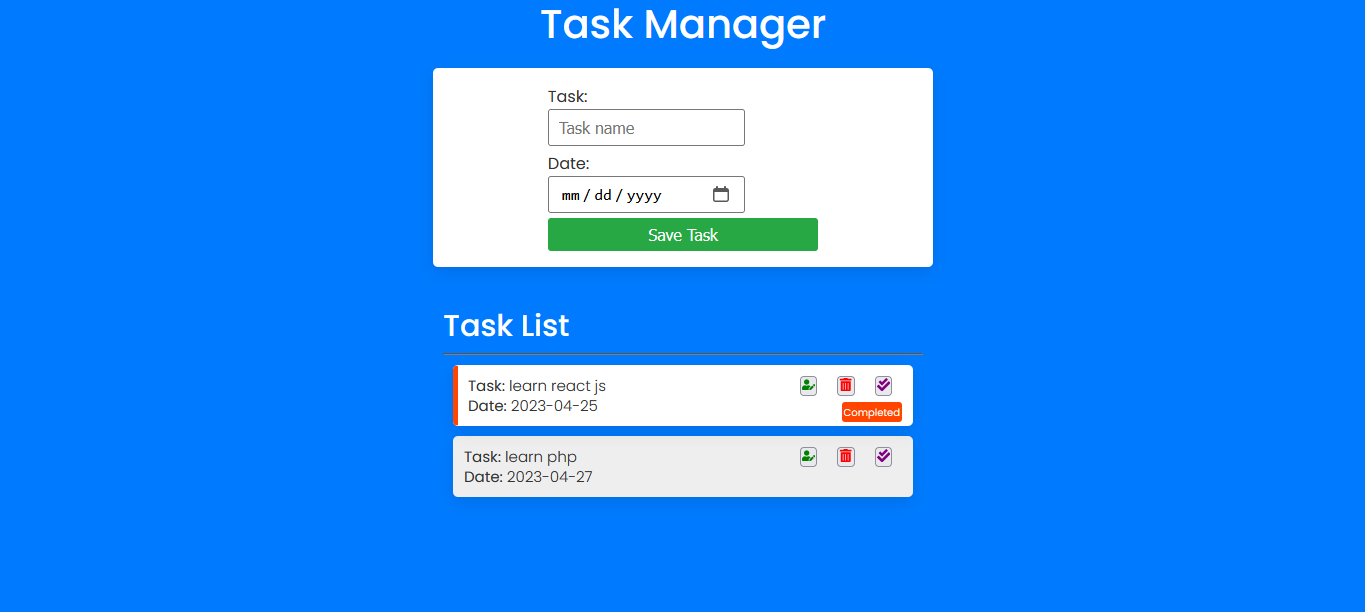 Task Manager
Task:
Task name
Date:
mm/dd/yyyy
Save Task
Task List
Task: learn react js
Date: 2023-04-25
Completed
Task: learn php
Date: 2023-04-27